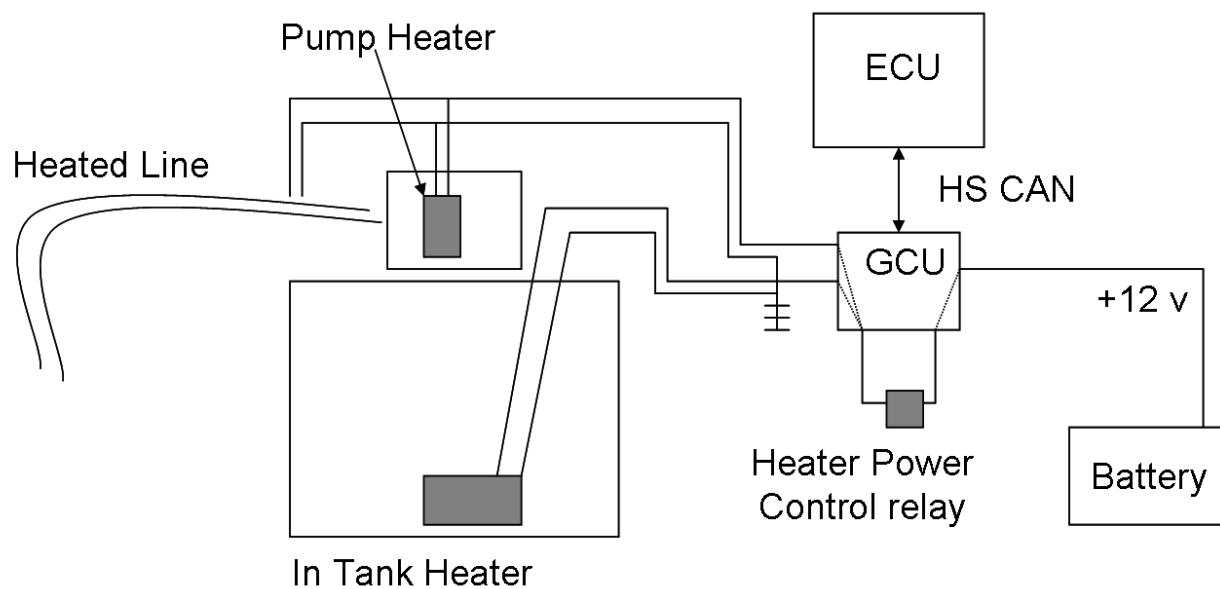 Pump Heater
ECU
Heated Line
HS CAN
GCU
+12 v
Heater Power
Control relay
Battery
In Tank Heater